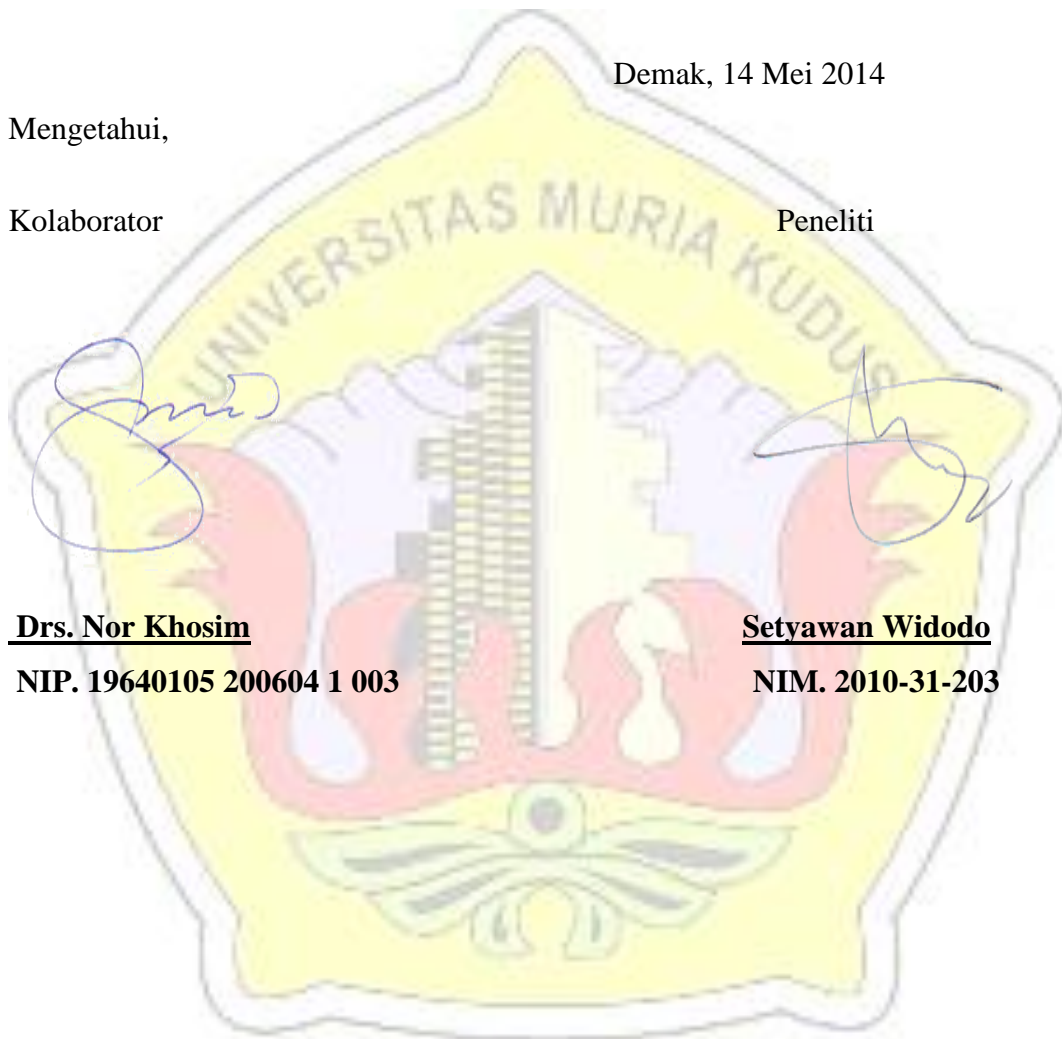 Demak, 14 Mei 2014
Mengetahui,
Kolaborator Peneliti
UNIVERSITAS MURIA KUDUS
Drs. Nor Khosim Setyawan Widodo
NIP. 19640105 200604 1 003 NIM. 2010-31-203